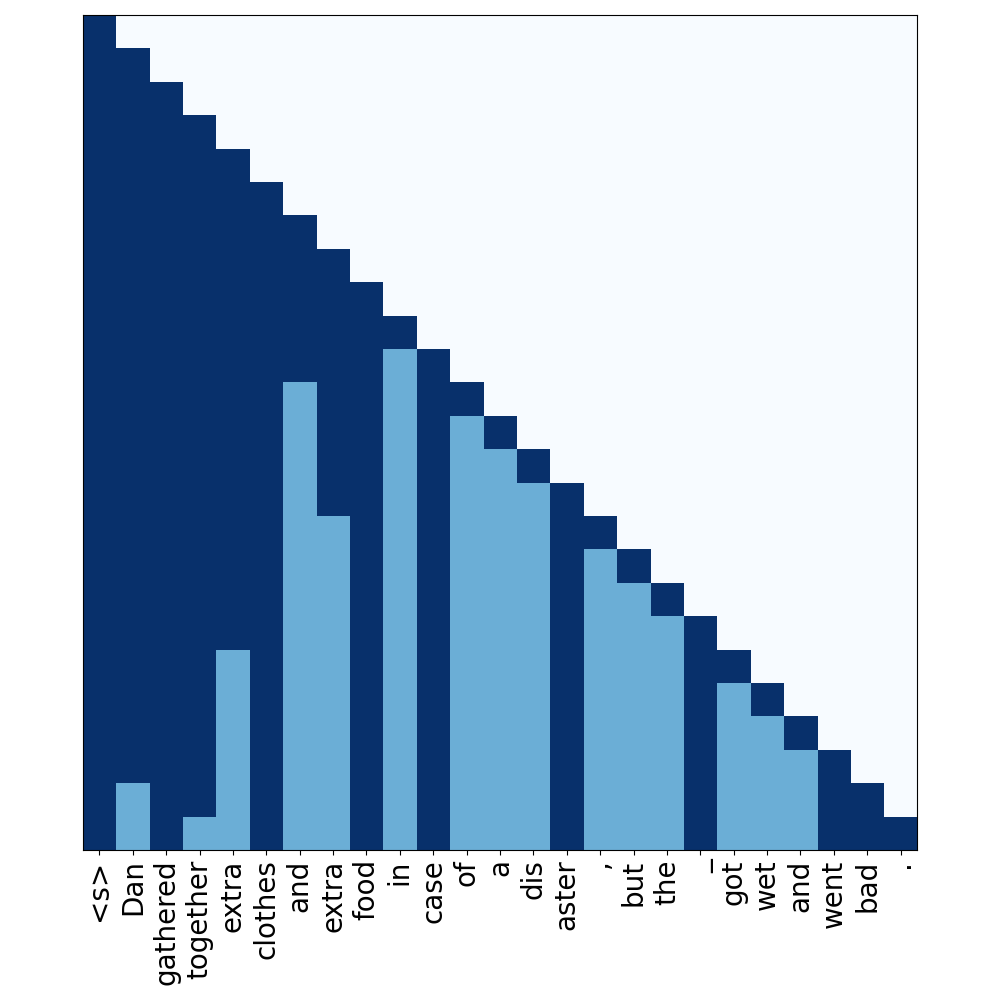 <s>
Dan
gathered
together
extra
clothes
and
extra
food
in
case
of
a
dis
aster
,
but
the
_
got
wet
and
went
bad
.